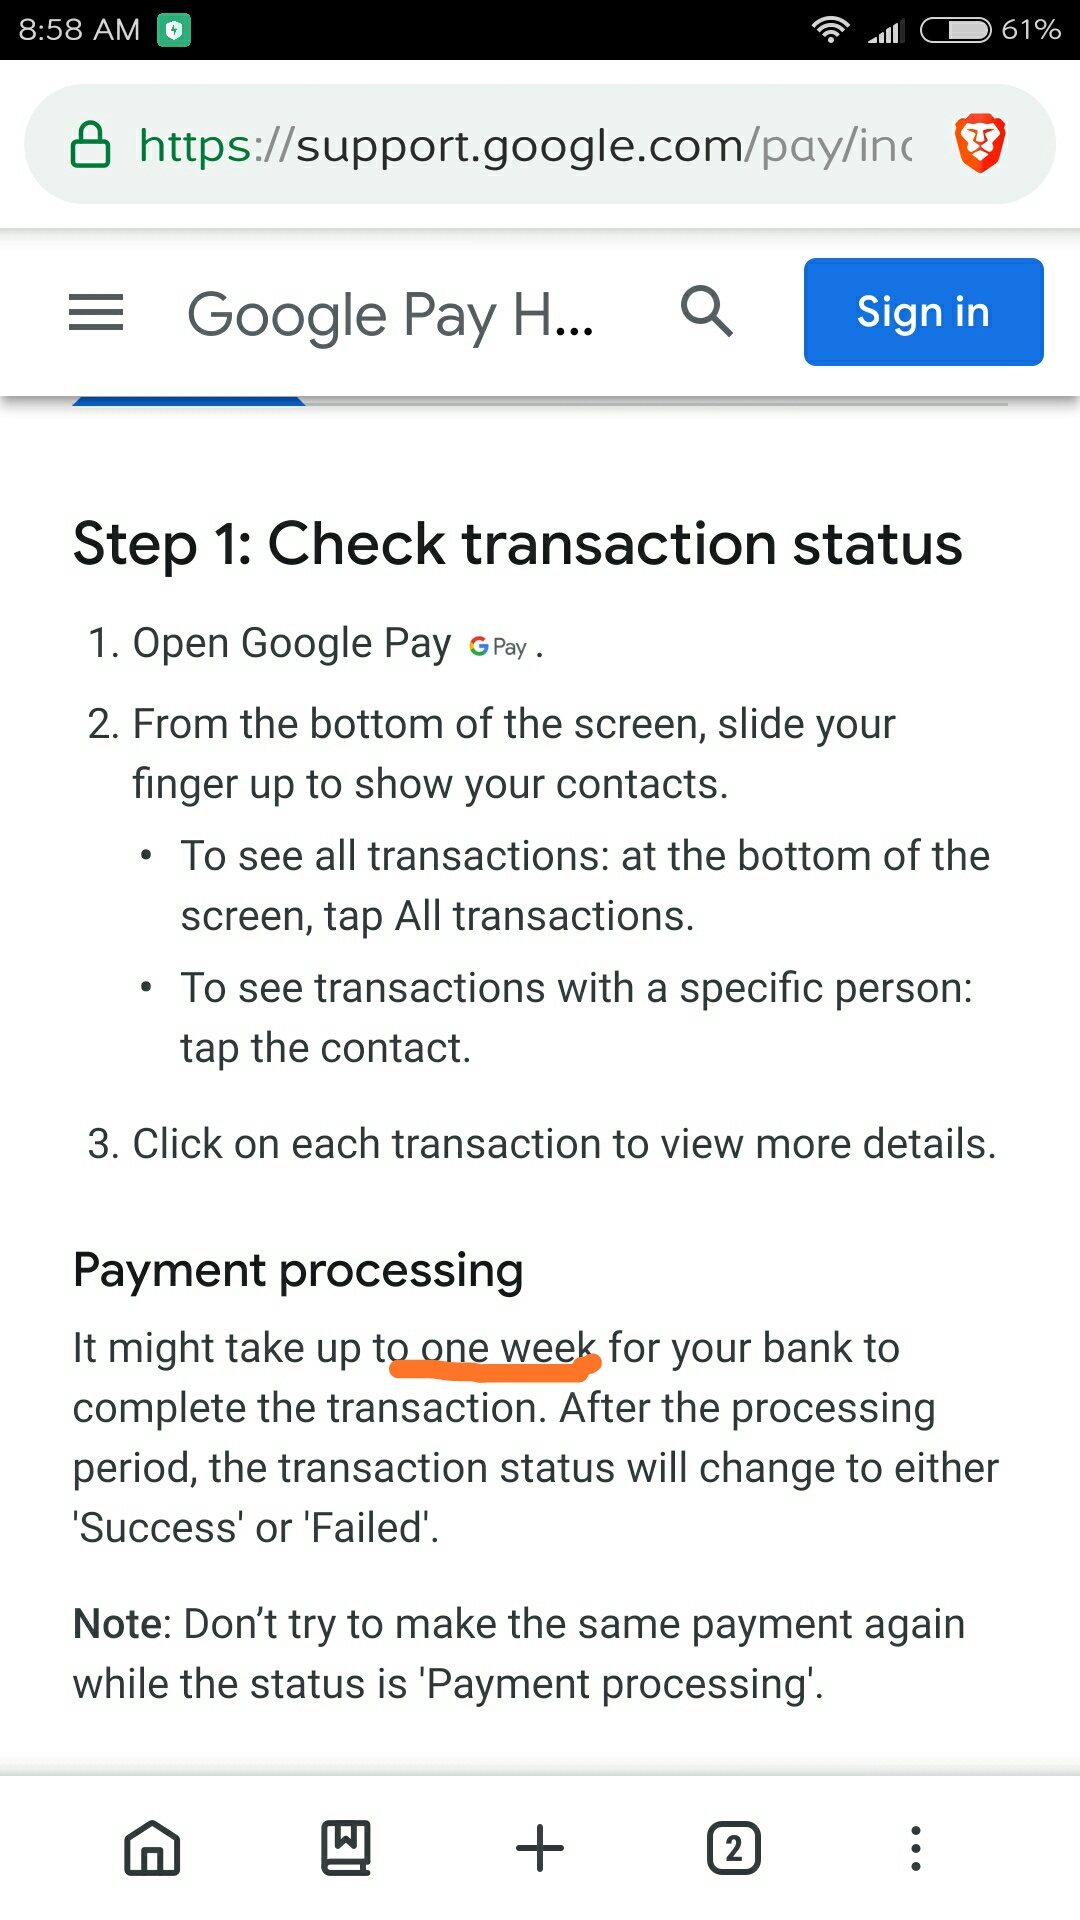 8:58 AM
61%
https://support.google.com/pay/inc
Google Pay H...
Sign in
Step 1: Check transaction status
1. Open Google Pay G Pay .
2. From the bottom of the screen, slide your
finger up to show your contacts.
• To see all transactions: at the bottom of the
screen, tap All transactions.
• To see transactions with a specific person:
tap the contact.
3. Click on each transaction to view more details.
Payment processing
It might take up to one week for your bank to
complete the transaction. After the processing
period, the transaction status will change to either
'Success' or 'Failed'.
Note: Don’t try to make the same payment again
while the status is 'Payment processing'.
2